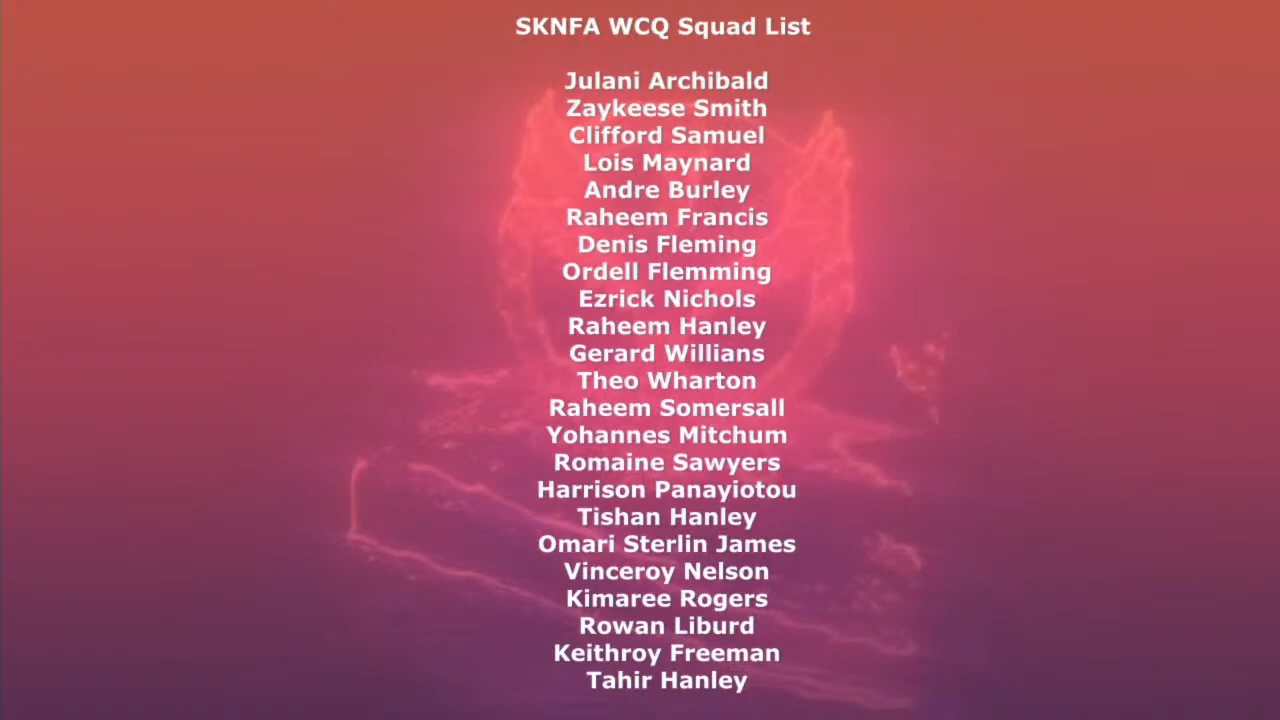 SKNFA WCQ Squad List
Julani Archibald
Zaykeese Smith
Clifford Samuel
Lois Maynard
Andre Burley
Raheem Francis
Denis Fleming
Ordell Flemming
Ezrick Nichols
Raheem Hanley
Gerard Willians
Theo Wharton
Raheem Somersall
Yohannes Mitchum
Romaine Sawyers
Harrison Panayiotou
Tishan Hanley
Omari Sterlin James
Vinceroy Nelson
Kimaree Rogers
Rowan Liburd
Keithroy Freeman
Tahir Hanley